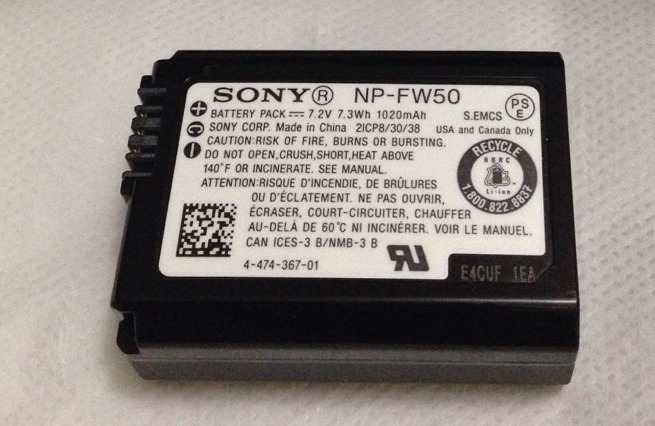 SONY® NP-FW50
BATTERY PACK ⎓ 7.2V 7.3Wh 1020mAh S.EMCS PSE
SONY CORP. Made in China 2ICP8/30/38 USA and Canada Only
CAUTION:RISK OF FIRE, BURNS OR BURSTING.
DO NOT OPEN,CRUSH,SHORT,HEAT ABOVE
140°F OR INCINERATE. SEE MANUAL.
ATTENTION:RISQUE D'INCENDIE, DE BRÛLURES
OU D'ÉCLATEMENT. NE PAS OUVRIR,
ÉCRASER, COURT-CIRCUITER, CHAUFFER
AU-DELÀ DE 60°C NI INCINÉRER. VOIR LE MANUEL.
CAN ICES-3 B/NMB-3 B
4-474-367-01
RECYCLE
RBRC
Li-ion
1.800.822.8837
E4CUF 1EA